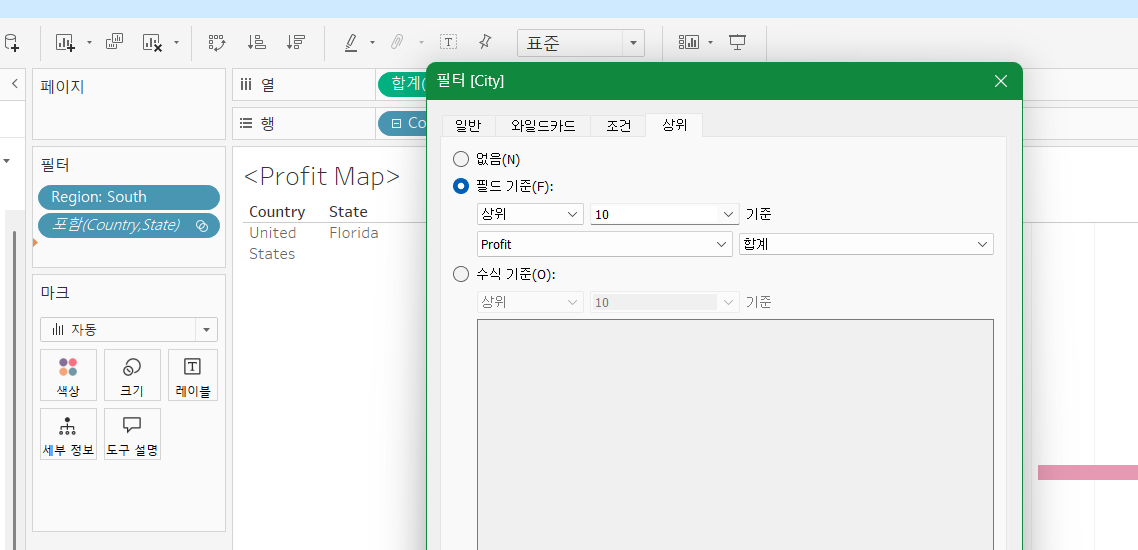 표준
페이지
열
합계(
행
Co
필터
Region: South
포함(Country,State)
마크
자동
색상
크기
레이블
세부 정보
도구 설명
<Profit Map>
Country State
United Florida
States
필터 [City]
일반 와일드카드 조건 상위
없음(N)
필드 기준(F):
상위 10 기준
Profit 합계
수식 기준(O):
상위 10 기준